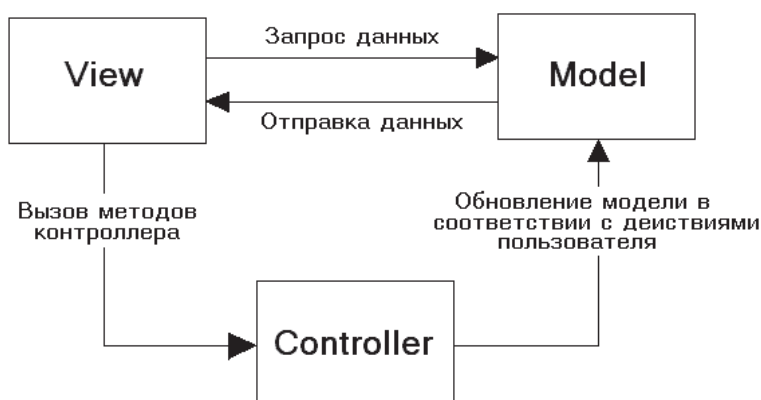 View
Запрос данных
Model
Отправка данных
Вызов методов
контроллера
Обновление модели в
соответствии с деиствиями
пользователя
Controller